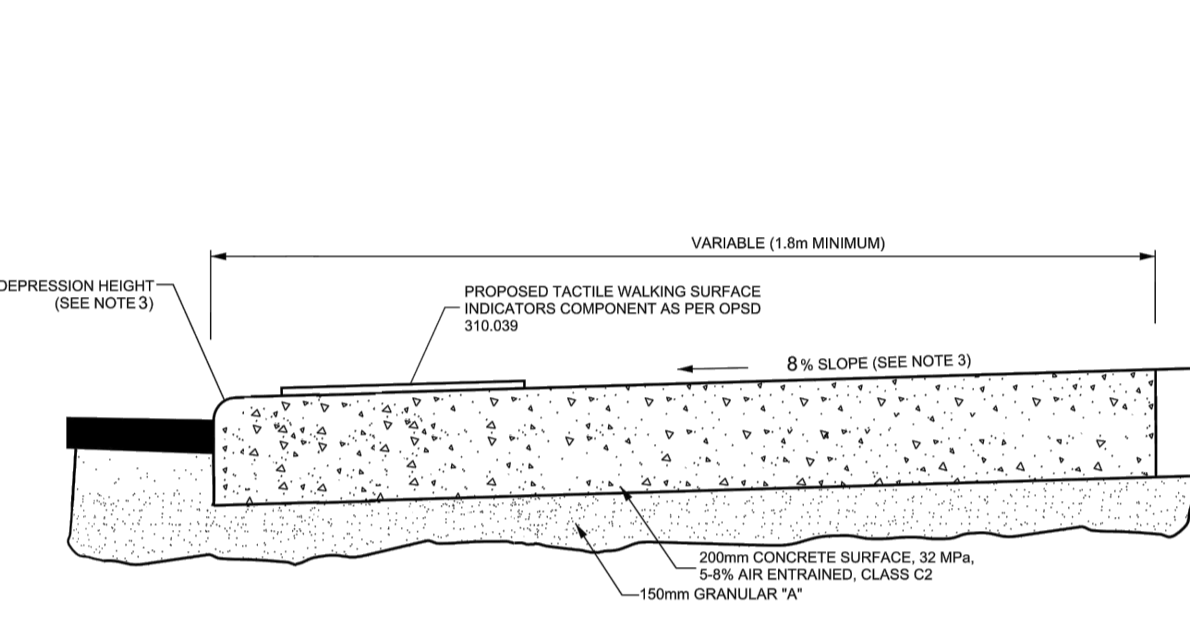 VARIABLE (1.8m MINIMUM)
DEPRESSION HEIGHT
(SEE NOTE 3)
PROPOSED TACTILE WALKING SURFACE
INDICATORS COMPONENT AS PER OPSD
310.039
8% SLOPE (SEE NOTE 3)
200mm CONCRETE SURFACE, 32 MPa,
5-8% AIR ENTRAINED, CLASS C2
150mm GRANULAR "A"